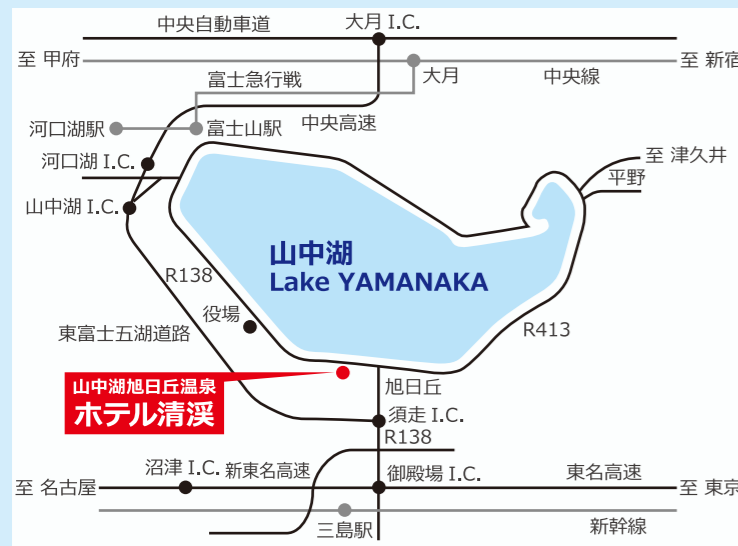 中央自動車道
大月 I.C.
至 甲府
至 新宿
富士急行戦
大月
中央線
河口湖駅
富士山駅
中央高速
河口湖 I.C.
至 津久井
平野
山中湖 I.C.
山中湖
Lake YAMANAKA
R138
役場
東富士五湖道路
R413
山中湖旭日丘温泉
ホテル清渓
旭日丘
須走 I.C.
R138
沼津 I.C.
新東名高速
御殿場 I.C.
東名高速
至 名古屋
至 東京
三島駅
新幹線